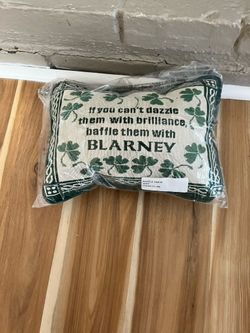 If you can't dazzle
them with brilliance,
baffle them with
BLARNEY